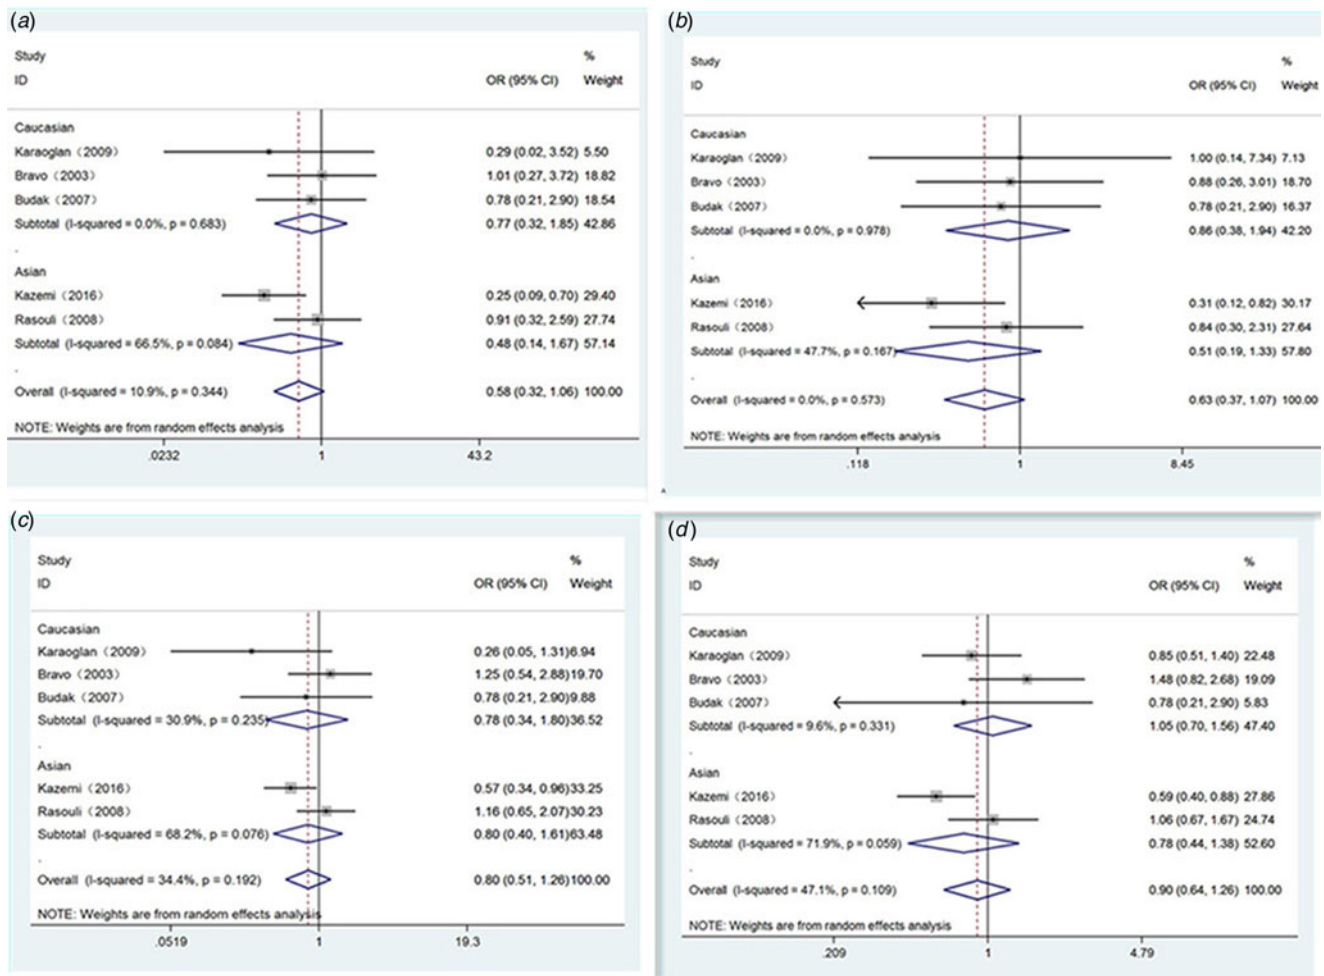 (a)
Study %
ID OR (95% CI) Weight
Caucasian
Karaoglan（2009） 0.29 (0.02, 3.52) 5.50
Bravo（2003） 1.01 (0.27, 3.72) 18.82
Budak（2007） 0.78 (0.21, 2.90) 18.54
Subtotal (I-squared = 0.0%, p = 0.683) 0.77 (0.32, 1.85) 42.86
.
Asian
Kazemi（2016） 0.25 (0.09, 0.70) 29.40
Rasouli（2008） 0.91 (0.32, 2.59) 27.74
Subtotal (I-squared = 66.5%, p = 0.084) 0.48 (0.14, 1.67) 57.14
.
Overall (I-squared = 10.9%, p = 0.344) 0.58 (0.32, 1.06) 100.00
NOTE: Weights are from random effects analysis
.0232 1 43.2
(b)
Study %
ID OR (95% CI) Weight
Caucasian
Karaoglan（2009） 1.00 (0.14, 7.34) 7.13
Bravo（2003） 0.88 (0.26, 3.01) 18.70
Budak（2007） 0.78 (0.21, 2.90) 16.37
Subtotal (I-squared = 0.0%, p = 0.978) 0.86 (0.38, 1.94) 42.20
.
Asian
Kazemi（2016） 0.31 (0.12, 0.82) 30.17
Rasouli（2008） 0.84 (0.30, 2.31) 27.64
Subtotal (I-squared = 47.7%, p = 0.167) 0.51 (0.19, 1.33) 57.80
.
Overall (I-squared = 0.0%, p = 0.573) 0.63 (0.37, 1.07) 100.00
NOTE: Weights are from random effects analysis
.118 1 8.45
A
(c)
Study %
ID OR (95% CI) Weight
Caucasian
Karaoglan（2009） 0.26 (0.05, 1.31) 6.94
Bravo（2003） 1.25 (0.54, 2.88) 19.70
Budak（2007） 0.78 (0.21, 2.90) 9.88
Subtotal (I-squared = 30.9%, p = 0.235) 0.78 (0.34, 1.80) 36.52
.
Asian
Kazemi（2016） 0.57 (0.34, 0.96) 33.25
Rasouli（2008） 1.16 (0.65, 2.07) 30.23
Subtotal (I-squared = 68.2%, p = 0.076) 0.80 (0.40, 1.61) 63.48
.
Overall (I-squared = 34.4%, p = 0.192) 0.80 (0.51, 1.26) 100.00
NOTE: Weights are from random effects analysis
.0519 1 19.3
(d)
Study %
ID OR (95% CI) Weight
Caucasian
Karaoglan（2009） 0.85 (0.51, 1.40) 22.48
Bravo（2003） 1.48 (0.82, 2.68) 19.09
Budak（2007） 0.78 (0.21, 2.90) 5.83
Subtotal (I-squared = 9.6%, p = 0.331) 1.05 (0.70, 1.56) 47.40
.
Asian
Kazemi（2016） 0.59 (0.40, 0.88) 27.86
Rasouli（2008） 1.06 (0.67, 1.67) 24.74
Subtotal (I-squared = 71.9%, p = 0.059) 0.78 (0.44, 1.38) 52.60
.
Overall (I-squared = 47.1%, p = 0.109) 0.90 (0.64, 1.26) 100.00
NOTE: Weights are from random effects analysis
.209 1 4.79